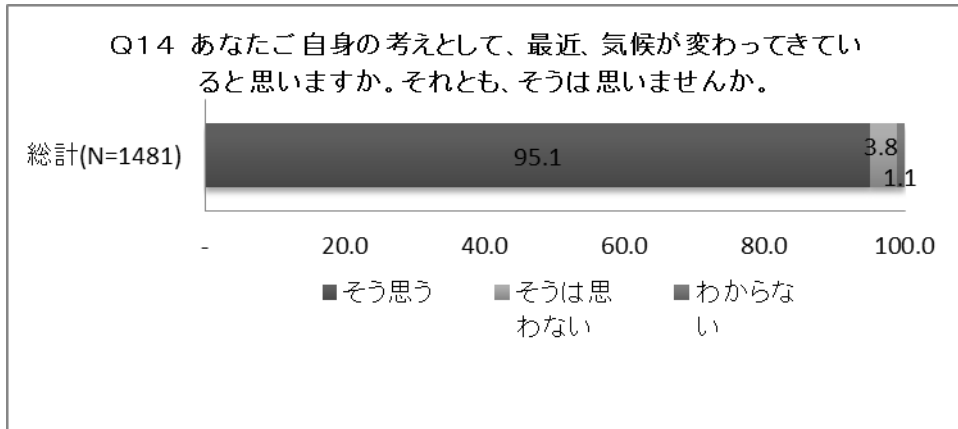 Q14 あなたご自身の考えとして、最近、気候が変わってきてい
ると思いますか。それとも、そうは思いませんか。
総計(N=1481)
95.1
3.8
1.1
- 20.0 40.0 60.0 80.0 100.0
■そう思う ■そうは思 ■わからな
わない い